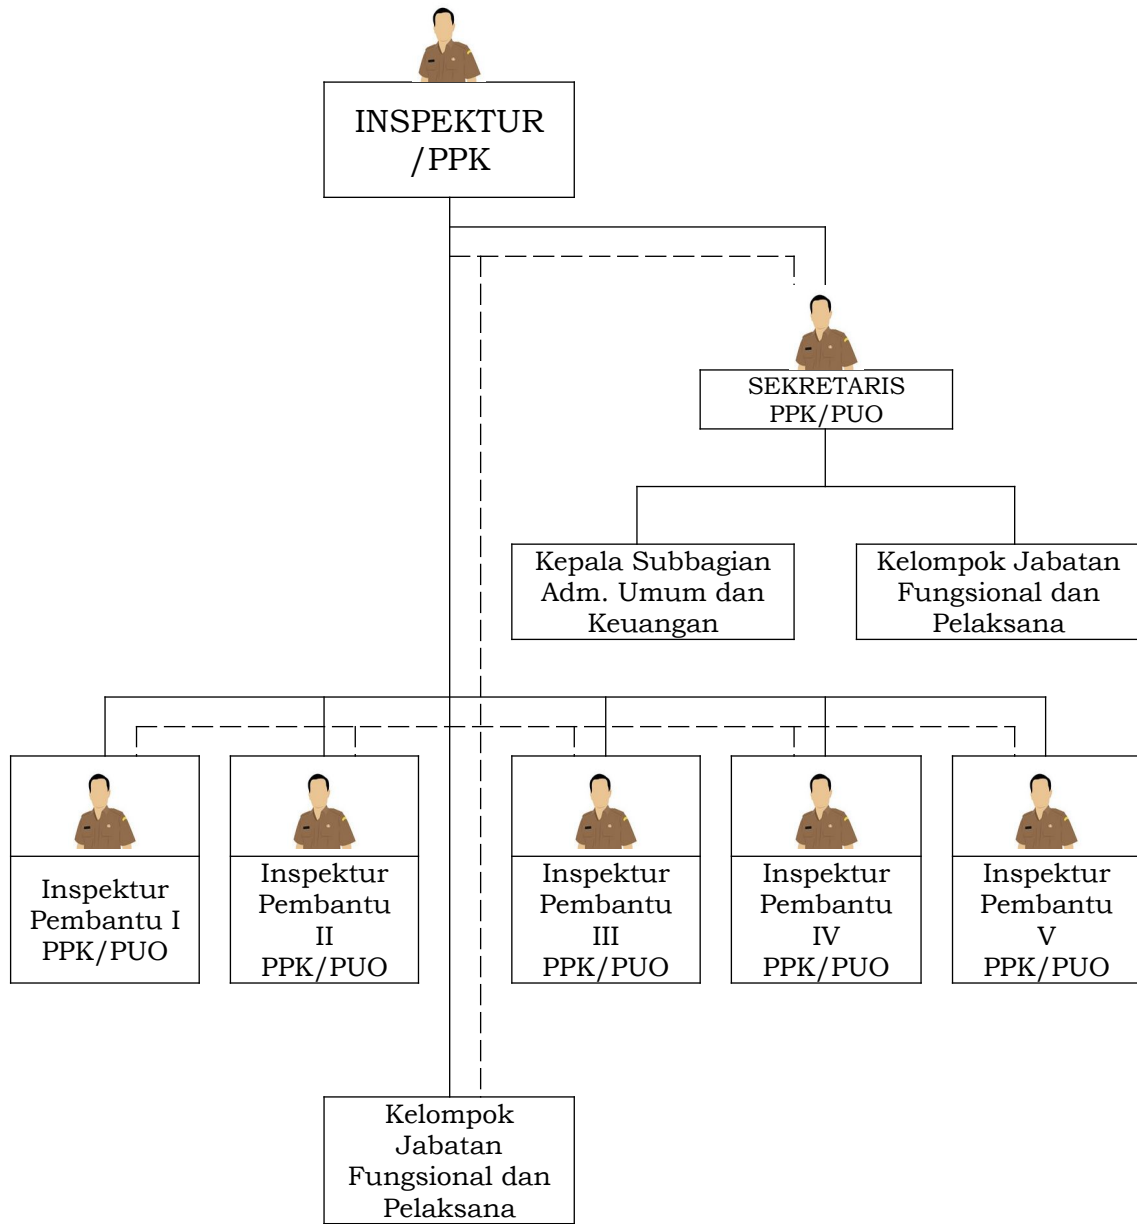 INSPEKTUR
/PPK
SEKRETARIS
PPK/PUO
Kepala Subbagian
Adm. Umum dan
Keuangan
Kelompok Jabatan
Fungsional dan
Pelaksana
Inspektur
Pembantu I
PPK/PUO
Inspektur
Pembantu
II
PPK/PUO
Inspektur
Pembantu
III
PPK/PUO
Inspektur
Pembantu
IV
PPK/PUO
Inspektur
Pembantu
V
PPK/PUO
Kelompok
Jabatan
Fungsional dan
Pelaksana